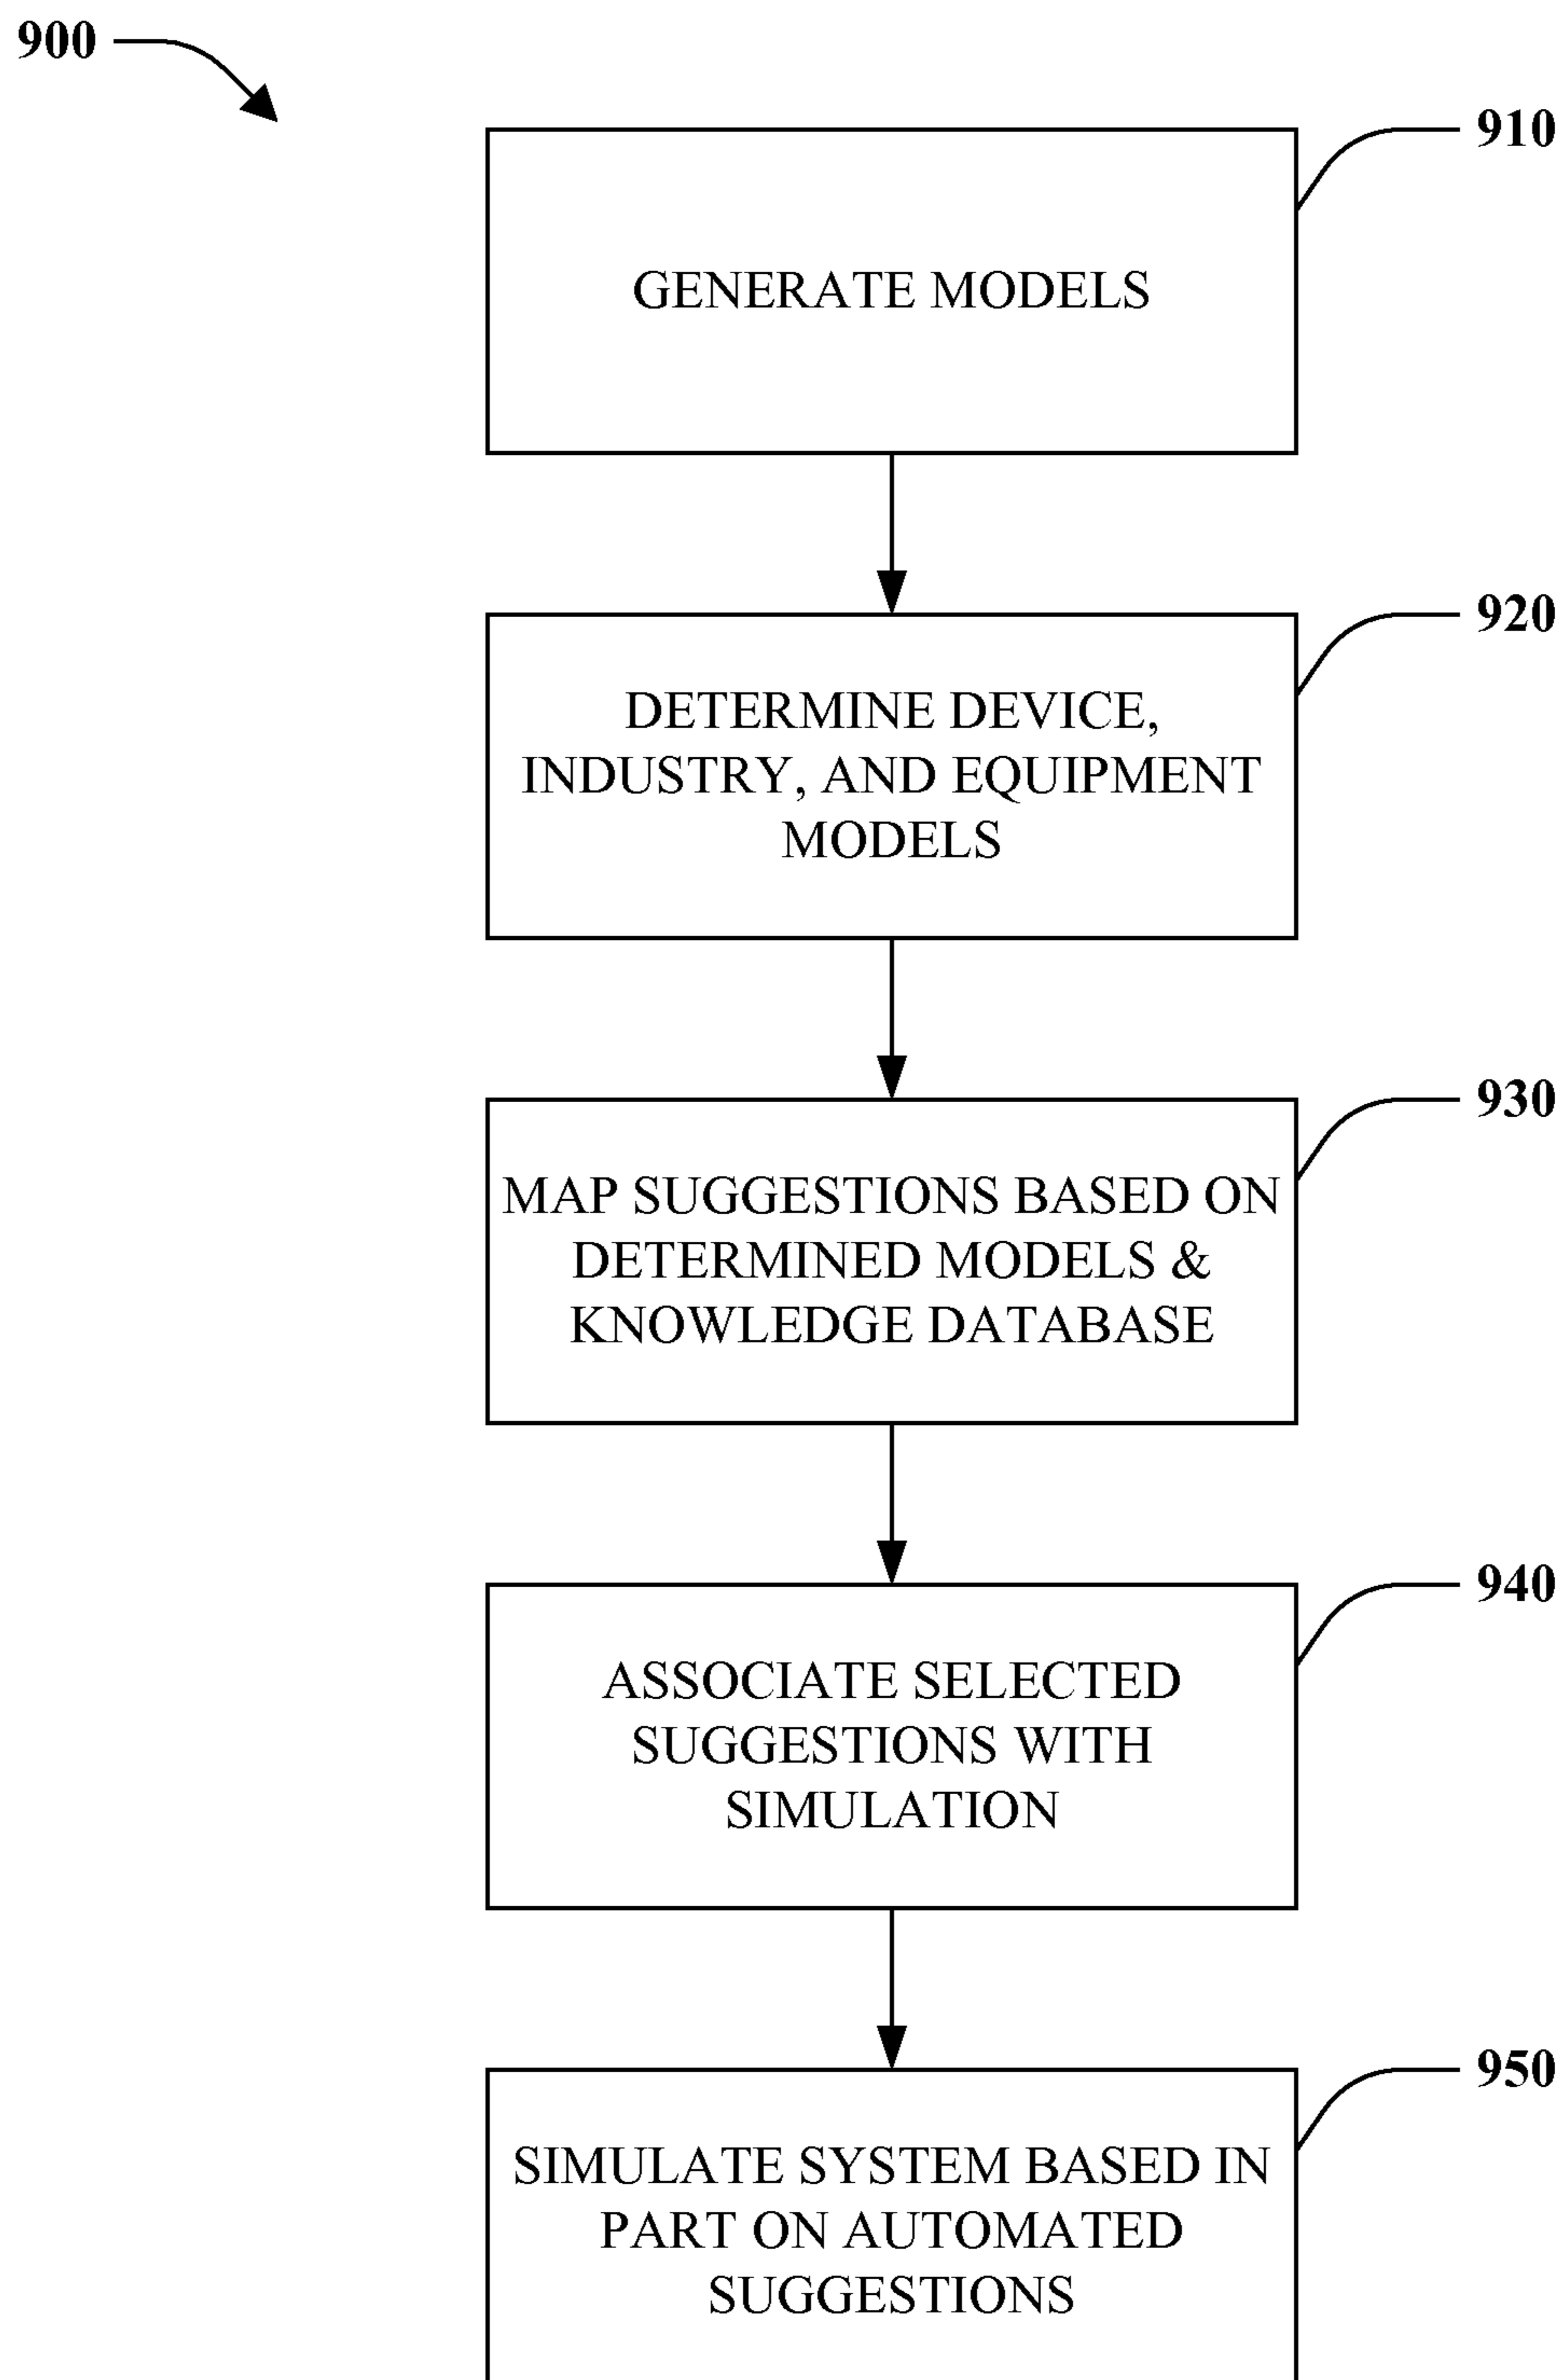 900
910
GENERATE MODELS
920
DETERMINE DEVICE,
INDUSTRY, AND EQUIPMENT
MODELS
930
MAP SUGGESTIONS BASED ON
DETERMINED MODELS &
KNOWLEDGE DATABASE
940
ASSOCIATE SELECTED
SUGGESTIONS WITH
SIMULATION
950
SIMULATE SYSTEM BASED IN
PART ON AUTOMATED
SUGGESTIONS